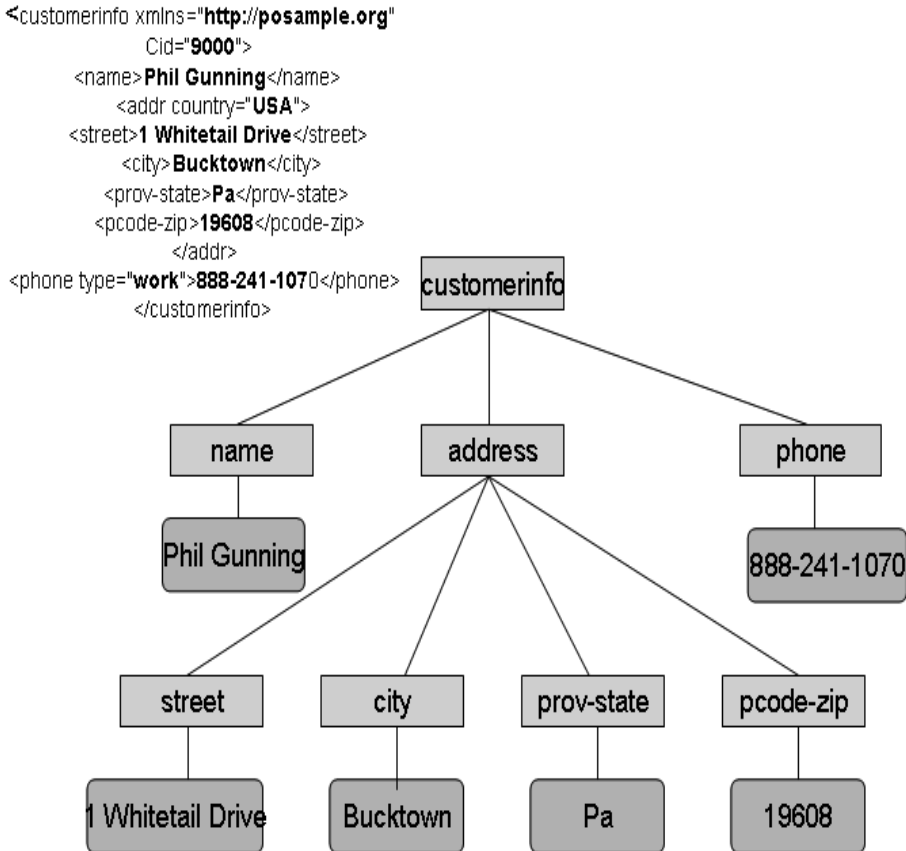 <customerinfo xmlns="http://posample.org"
Cid="9000">
<name>Phil Gunning</name>
<addr country="USA">
<street>1 Whitetail Drive</street>
<city>Bucktown</city>
<prov-state>Pa</prov-state>
<pcode-zip>19608</pcode-zip>
</addr>
<phone type="work">888-241-1070</phone>
</customerinfo>
customerinfo
name address phone
Phil Gunning 888-241-1070
street city prov-state pcode-zip
1 Whitetail Drive Bucktown Pa 19608